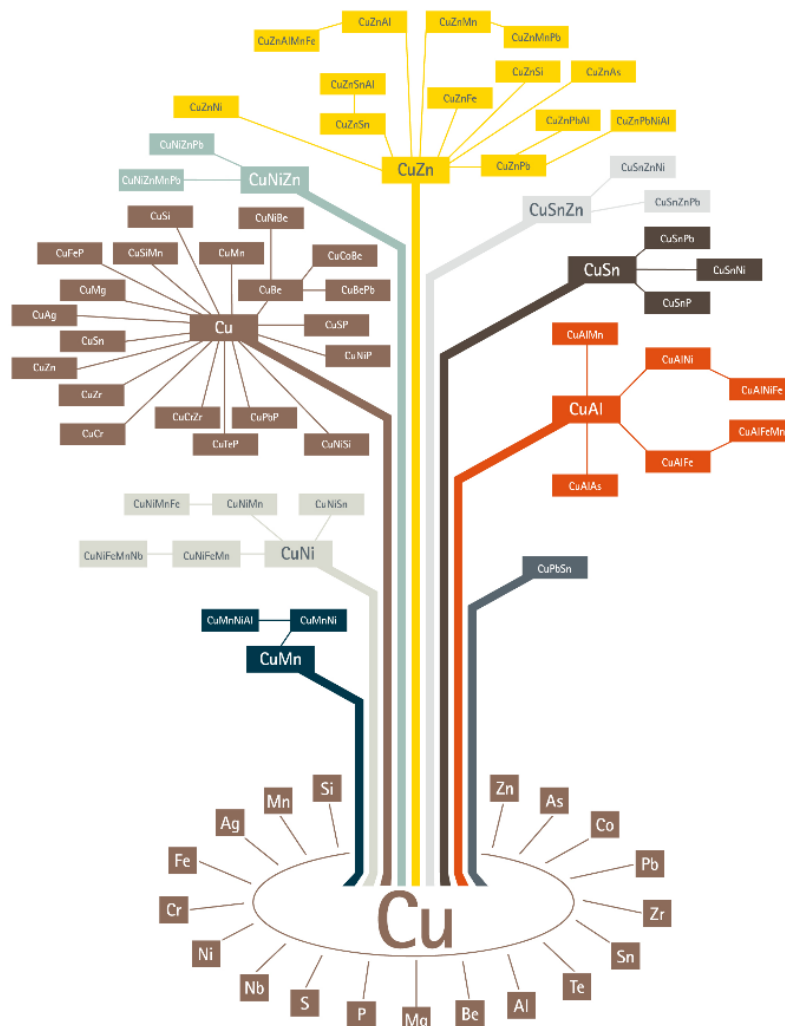 CuZnAl
CuZnMn
CuZnAlMnFe
CuZnMnPb
CuZnSi
CuZnAs
CuZnSnAl
CuZnFe
CuZnNi
CuZnSn
CuZnPbAl
CuZnPbNiAl
CuZn
CuZnPb
CuNiZnPb
CuNiZnMnPb
CuNiZn
CuSnZnNi
CuSnZn
CuSnZnPb
CuSi
CuNiBe
CuFeP
CuSiMn
CuMn
CuCoBe
CuMg
CuBe
CuBePb
CuAg
Cu
CuSP
CuSn
CuNiP
CuZn
CuZr
CuCrZr
CuPbP
CuCr
CuTeP
CuNiSi
CuSnPb
CuSn
CuSnNi
CuSnP
CuAlMn
CuAlNi
CuAlNiFe
CuAl
CuAlFeMn
CuAlFe
CuAlAs
CuNiMnFe
CuNiMn
CuNiSn
CuNiFeMnNb
CuNiFeMn
CuNi
CuPbSn
CuMnNiAl
CuMnNi
CuMn
Si
Mn
Ag
Fe
Cr
Ni
Nb
S
P
Mg
Be
Al
Te
Sn
Zr
Pb
Co
As
Zn
Cu